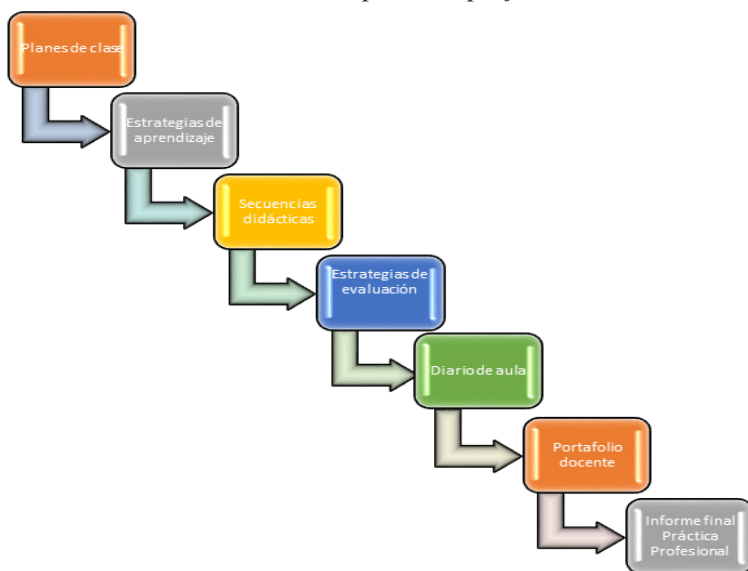 Planes de clase
Estrategias de
aprendizaje
Secuencias
didácticas
Estrategias de
evaluación
Diario de aula
Portafolio
docente
Informe final
Práctica
Profesional